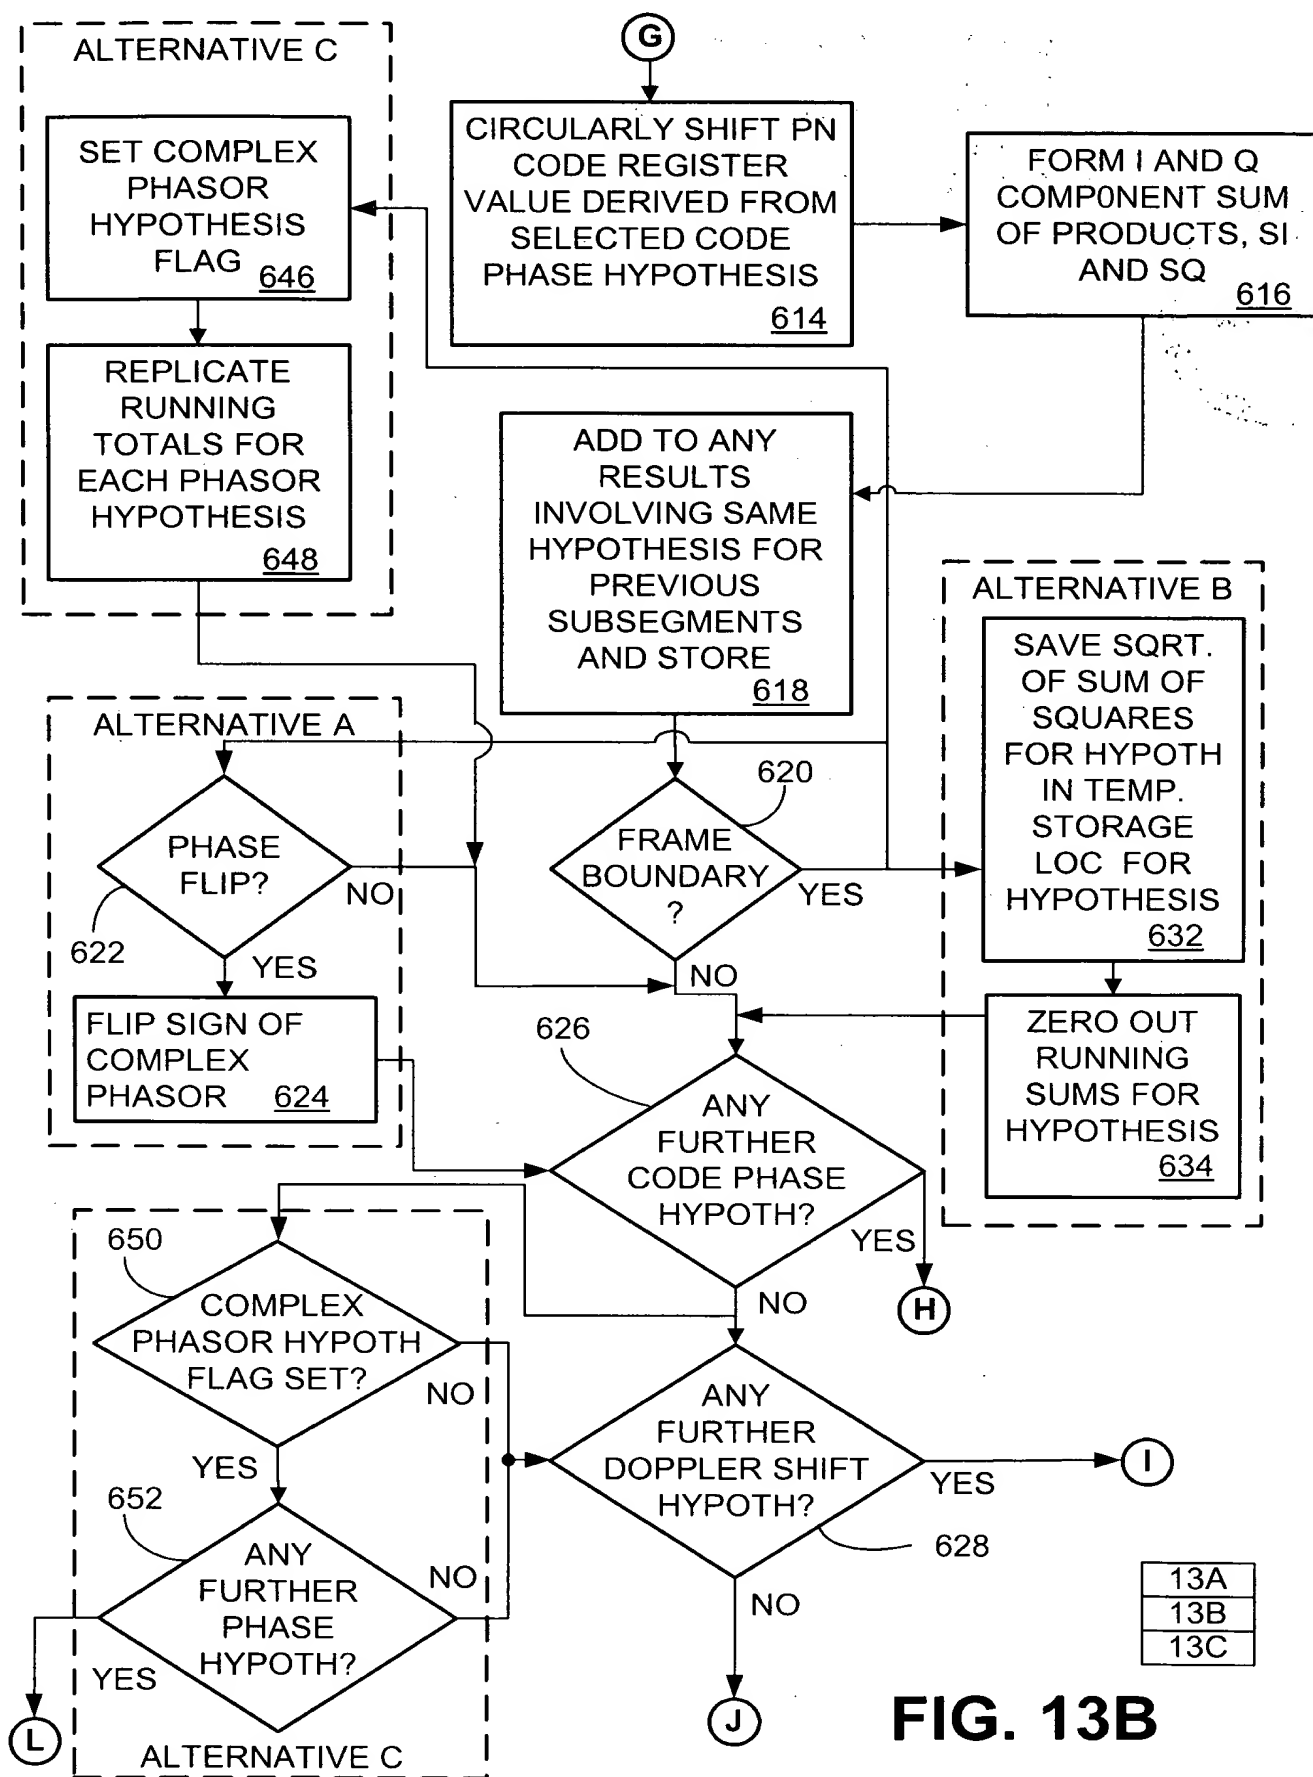 G
ALTERNATIVE C
SET COMPLEX
PHASOR
HYPOTHESIS
FLAG 646
REPLICATE
RUNNING
TOTALS FOR
EACH PHASOR
HYPOTHESIS
648
CIRCULARLY SHIFT PN
CODE REGISTER
VALUE DERIVED FROM
SELECTED CODE
PHASE HYPOTHESIS
614
FORM I AND Q
COMPONENT SUM
OF PRODUCTS, SI
AND SQ
616
ADD TO ANY
RESULTS
INVOLVING SAME
HYPOTHESIS FOR
PREVIOUS
SUBSEGMENTS
AND STORE
618
ALTERNATIVE B
SAVE SQRT.
OF SUM OF
SQUARES
FOR HYPOTH
IN TEMP.
STORAGE
LOC FOR
HYPOTHESIS
632
ZERO OUT
RUNNING
SUMS FOR
HYPOTHESIS
634
ALTERNATIVE A
PHASE
FLIP?
NO
622
YES
FLIP SIGN OF
COMPLEX
PHASOR 624
620
FRAME
BOUNDARY
?
YES
NO
626
ANY
FURTHER
CODE PHASE
HYPOTH?
YES
H
NO
650
COMPLEX
PHASOR HYPOTH
FLAG SET?
NO
YES
652
ANY
FURTHER
PHASE
HYPOTH?
NO
YES
L
ALTERNATIVE C
ANY
FURTHER
DOPPLER SHIFT
HYPOTH?
YES
I
628
NO
J
13A
13B
13C
FIG. 13B